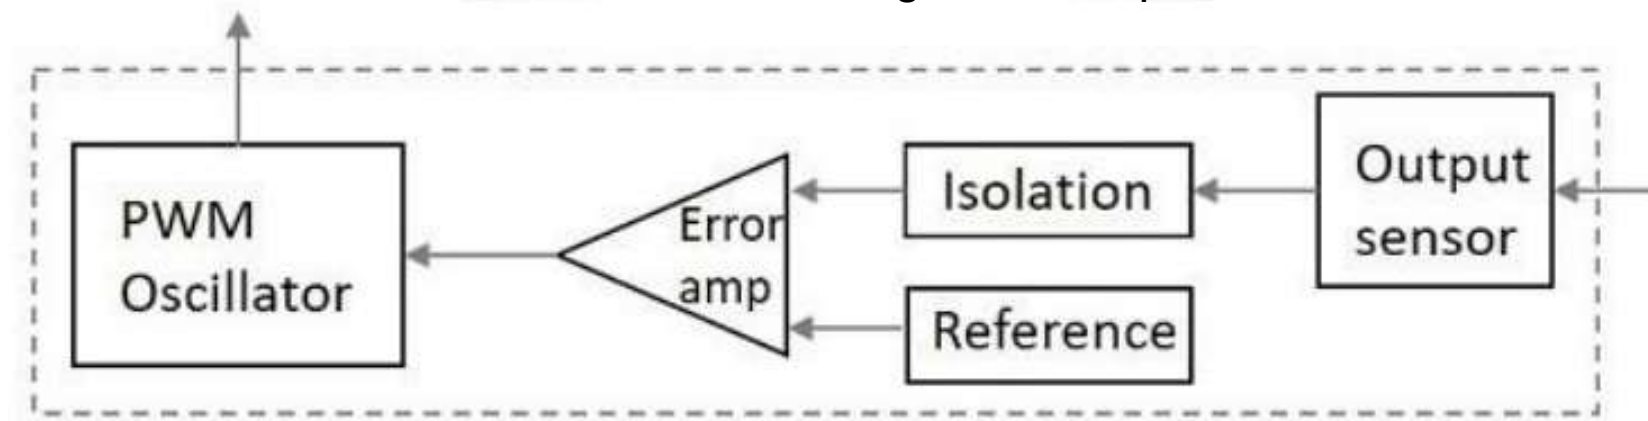 PWM
Oscillator
Error
amp
Isolation
Reference
Output
sensor